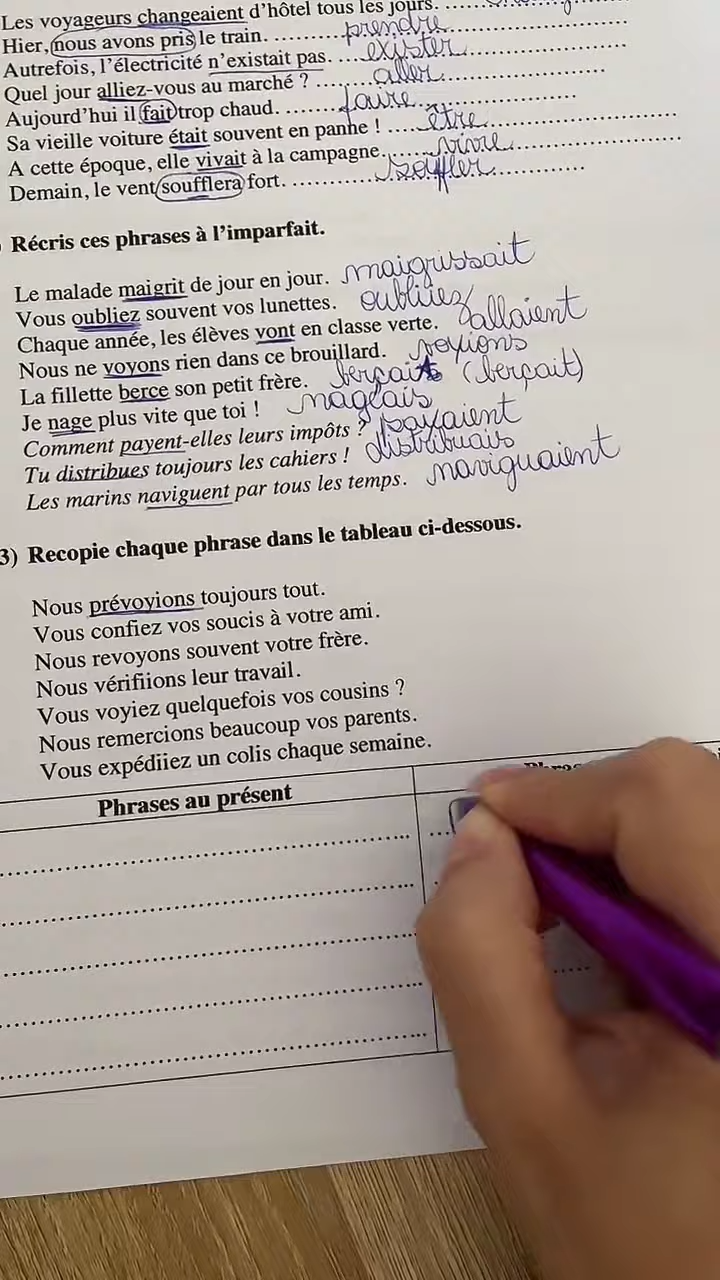 Les voyageurs changeaient d'hôtel tous les jours. ........
Hier, nous avons pris le train. ........ prendre ........
Autrefois, l'électricité n'existait pas. .... exister ........
Quel jour alliez-vous au marché ? ........ aller ........
Aujourd'hui il fait trop chaud. ........ faire ........
Sa vieille voiture était souvent en panne ! .... être ........
A cette époque, elle vivait à la campagne. ........ vivre ........
Demain, le vent soufflera fort. ........ souffler ........
) Récris ces phrases à l'imparfait.
Le malade maigrit de jour en jour. maigrissait
Vous oubliez souvent vos lunettes. oubliiez
Chaque année, les élèves vont en classe verte. allaient
Nous ne voyons rien dans ce brouillard. voyions
La fillette berce son petit frère. berçait (berçait)
Je nage plus vite que toi ! nageais
Comment payent-elles leurs impôts ? payaient
Tu distribues toujours les cahiers ! distribuais
Les marins naviguent par tous les temps. naviguaient
3) Recopie chaque phrase dans le tableau ci-dessous.
Nous prévoyions toujours tout.
Vous confiez vos soucis à votre ami.
Nous revoyons souvent votre frère.
Nous vérifiions leur travail.
Vous voyiez quelquefois vos cousins ?
Nous remercions beaucoup vos parents.
Vous expédiiez un colis chaque semaine.
Phrases au présent